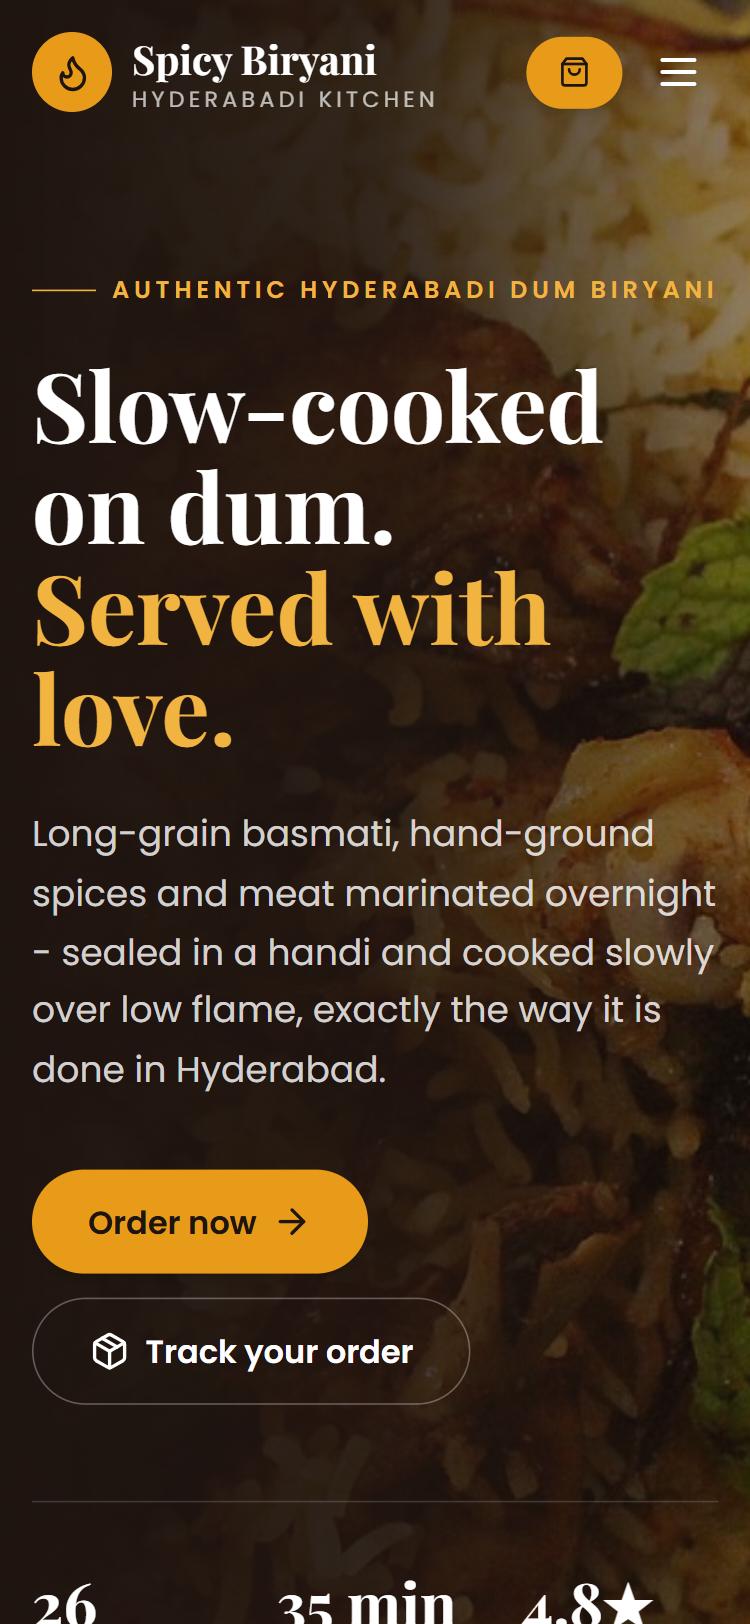 Spicy Biryani
HYDERABADI KITCHEN
AUTHENTIC HYDERABADI DUM BIRYANI
Slow-cooked
on dum.
Served with
love.
Long-grain basmati, hand-ground
spices and meat marinated overnight
- sealed in a handi and cooked slowly
over low flame, exactly the way it is
done in Hyderabad.
Order now →
Track your order
26 35 min 4.8★